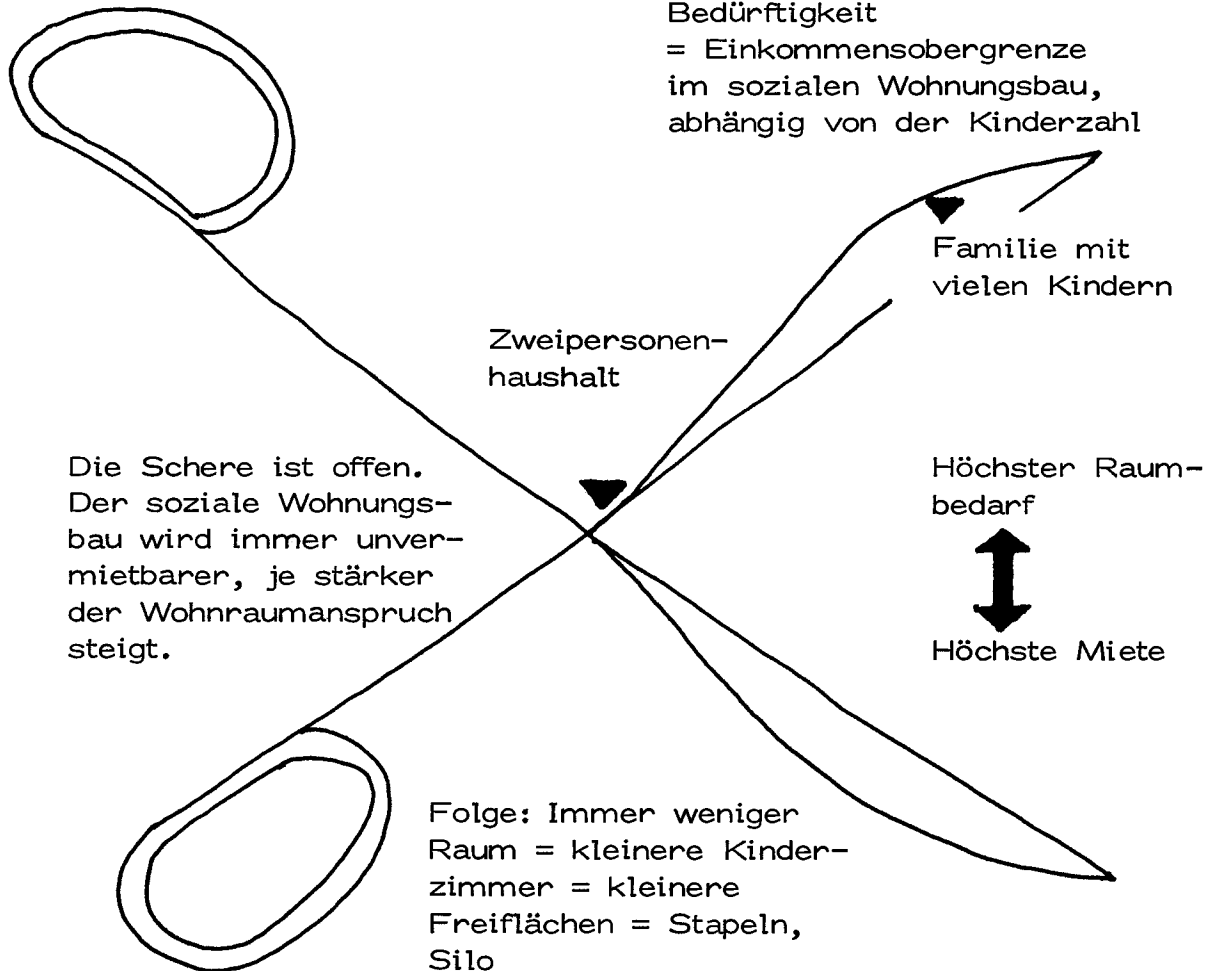 Bedürftigkeit
= Einkommensobergrenze
im sozialen Wohnungsbau,
abhängig von der Kinderzahl
Familie mit
vielen Kindern
Zweipersonen-
haushalt
Die Schere ist offen.
Der soziale Wohnungs-
bau wird immer unver-
mietbarer, je stärker
der Wohnraumanspruch
steigt.
Höchster Raum-
bedarf
Höchste Miete
Folge: Immer weniger
Raum = kleinere Kinder-
zimmer = kleinere
Freiflächen = Stapeln,
Silo